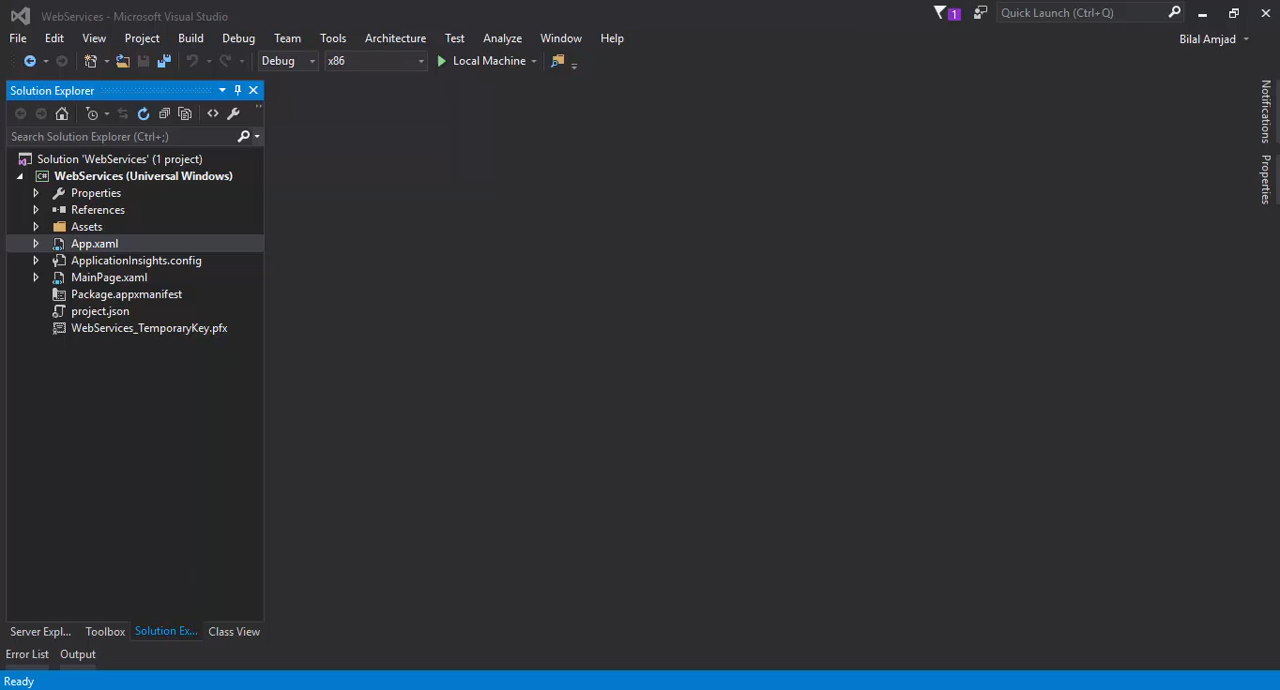 WebServices - Microsoft Visual Studio
1
Quick Launch (Ctrl+Q)
File Edit View Project Build Debug Team Tools Architecture Test Analyze Window Help
Bilal Amjad
Debug x86 Local Machine
Solution Explorer
Search Solution Explorer (Ctrl+;)
Solution 'WebServices' (1 project)
WebServices (Universal Windows)
Properties
References
Assets
App.xaml
ApplicationInsights.config
MainPage.xaml
Package.appxmanifest
project.json
WebServices_TemporaryKey.pfx
Server Expl... Toolbox Solution Ex... Class View
Error List Output
Ready
Notifications
Properties